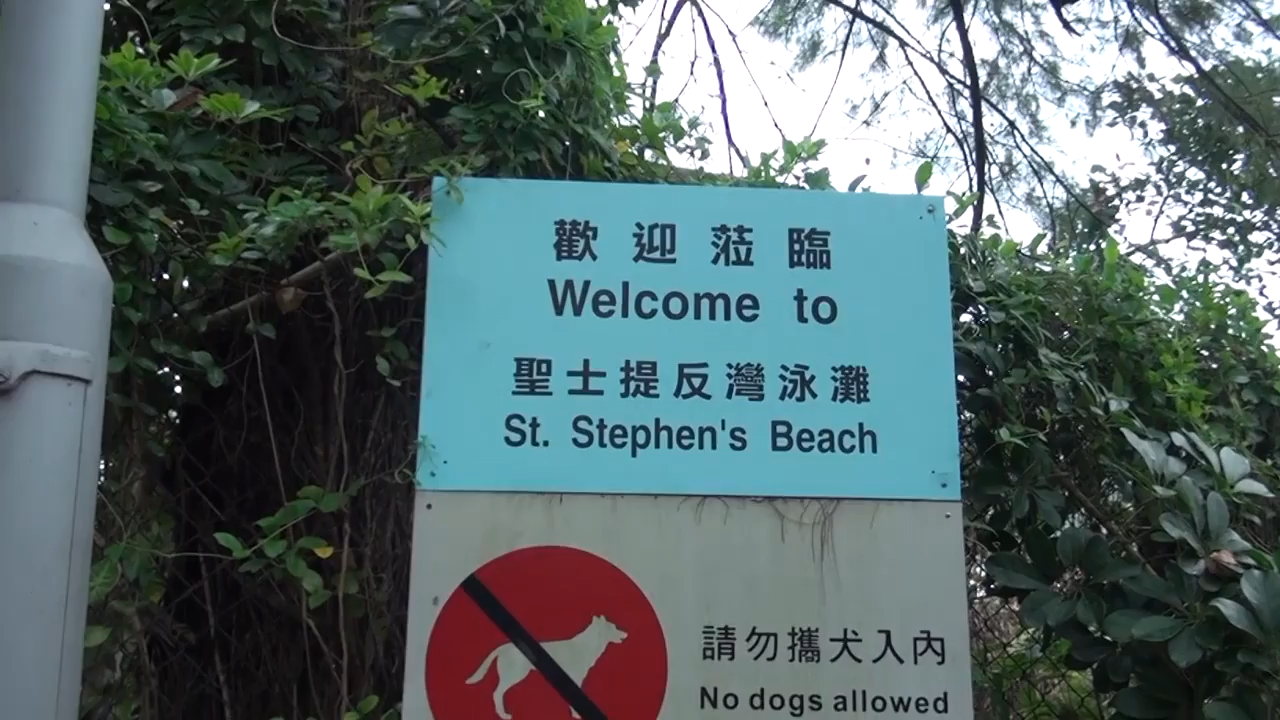 歡迎蒞臨
Welcome to
聖士提反灣泳灘
St. Stephen's Beach
請勿攜犬入內
No dogs allowed